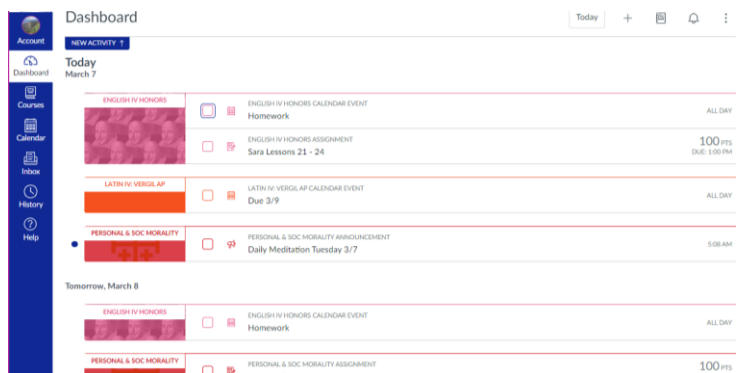 Dashboard
Today
Account
NEW ACTIVITY ↑
Today
March 7
Dashboard
Courses
Calendar
Inbox
History
Help
ENGLISH IV HONORS
ENGLISH IV HONORS CALENDAR EVENT
Homework
ALL DAY
ENGLISH IV HONORS ASSIGNMENT
Sara Lessons 21 - 24
100 PTS
DUE: 1:00 PM
LATIN IV: VERGIL AP
LATIN IV: VERGIL AP CALENDAR EVENT
Due 3/9
ALL DAY
PERSONAL & SOC MORALITY
PERSONAL & SOC MORALITY ANNOUNCEMENT
Daily Meditation Tuesday 3/7
5:08 AM
Tomorrow, March 8
ENGLISH IV HONORS
ENGLISH IV HONORS CALENDAR EVENT
Homework
ALL DAY
PERSONAL & SOC MORALITY
PERSONAL & SOC MORALITY ASSIGNMENT
100 PTS